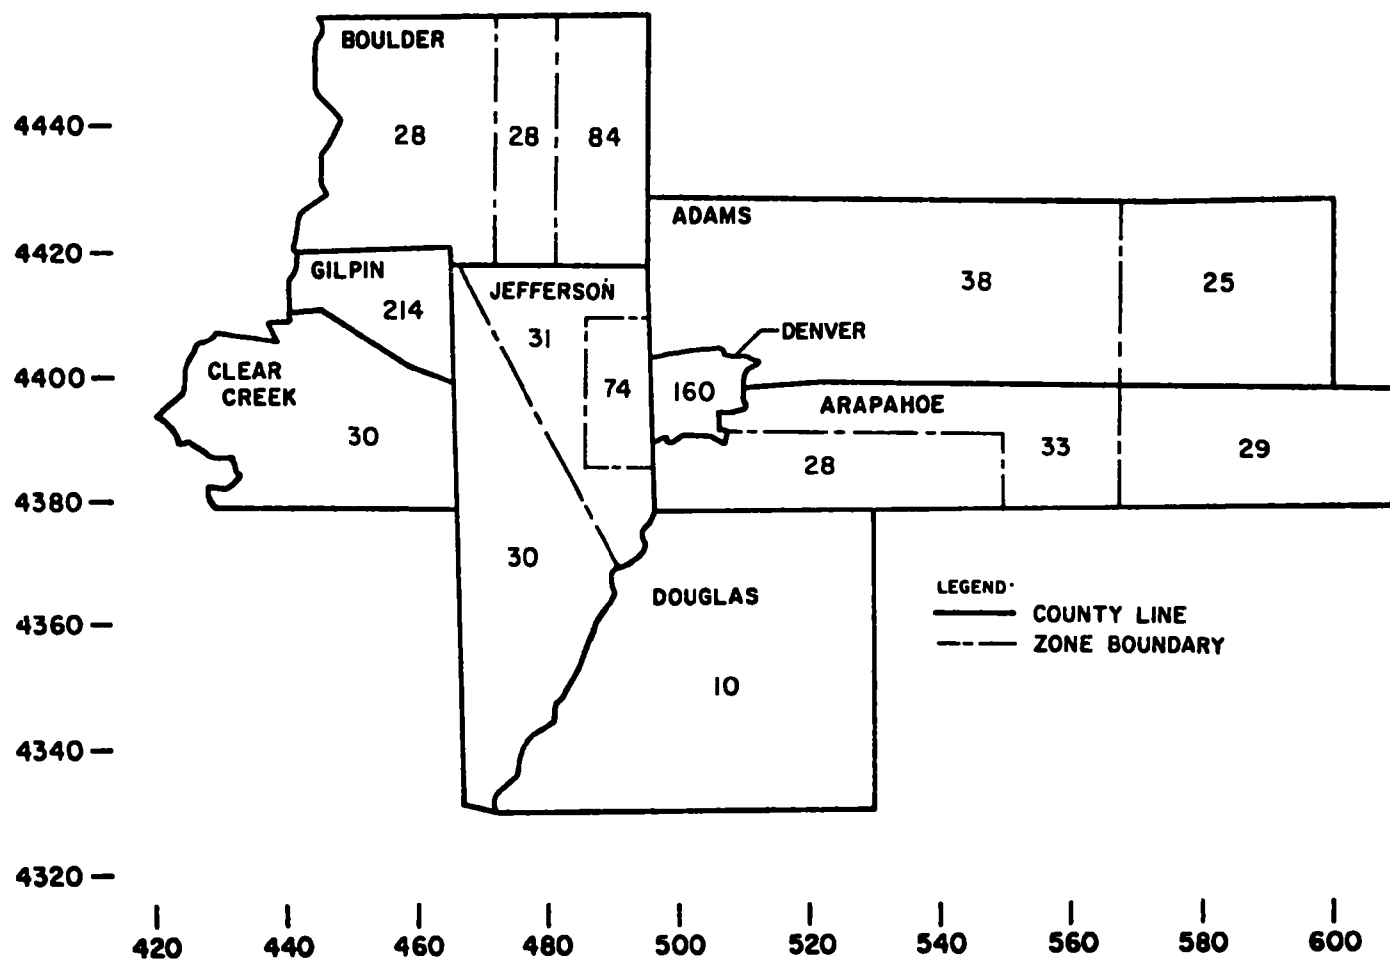 BOULDER
4440
28
28
84
ADAMS
4420
GILPIN
214
JEFFERSON
31
38
25
DENVER
4400
CLEAR
CREEK
74
160
ARAPAHOE
30
28
33
29
4380
30
DOUGLAS
LEGEND·
COUNTY LINE
ZONE BOUNDARY
4360
10
4340
4320
420 440 460 480 500 520 540 560 580 600